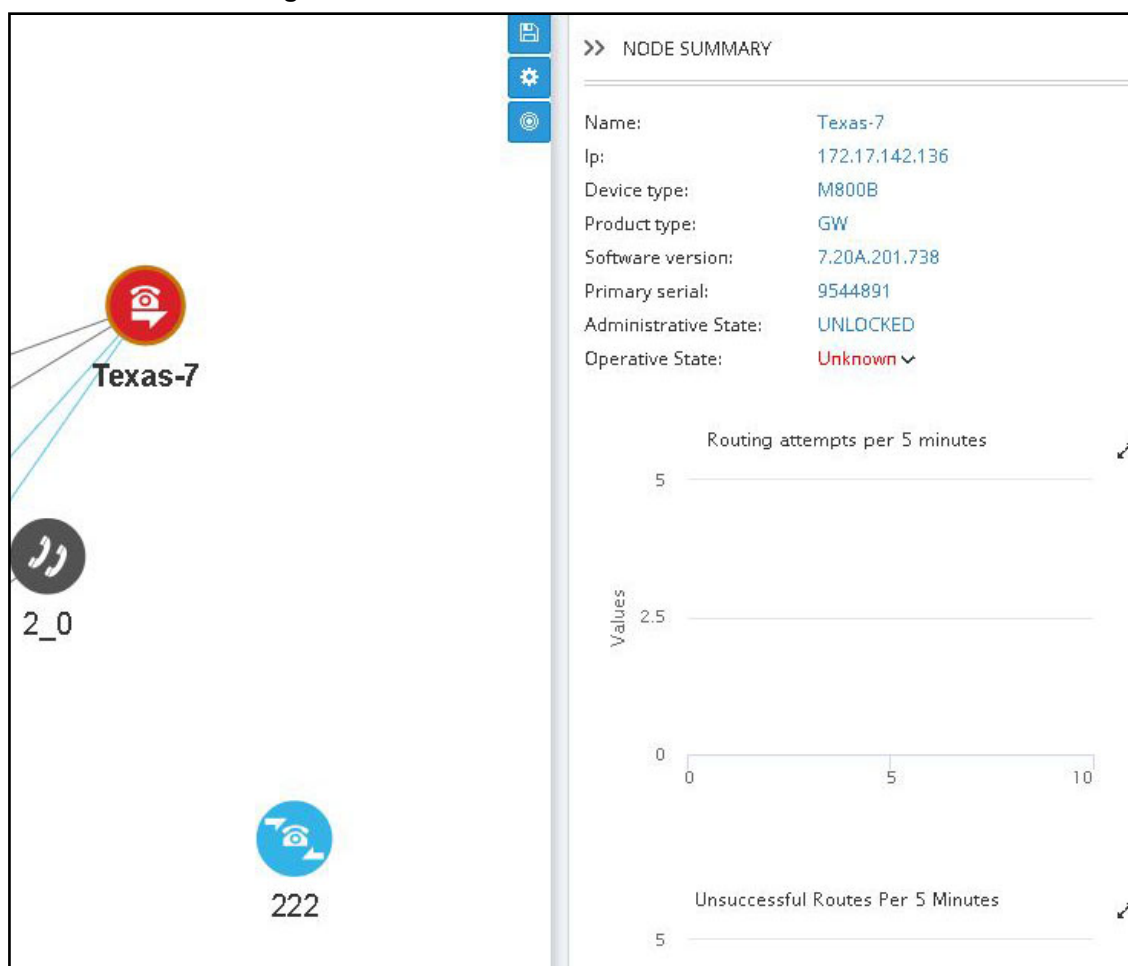 NODE SUMMARY
Name: Texas-7
Ip: 172.17.142.136
Device type: M800B
Product type: GW
Software version: 7.20A.201.738
Primary serial: 9544891
Administrative State: UNLOCKED
Operative State: Unknown
Texas-7
2_0
222
Routing attempts per 5 minutes
5
2.5
0
Values
0 5 10
Unsuccessful Routes Per 5 Minutes
5